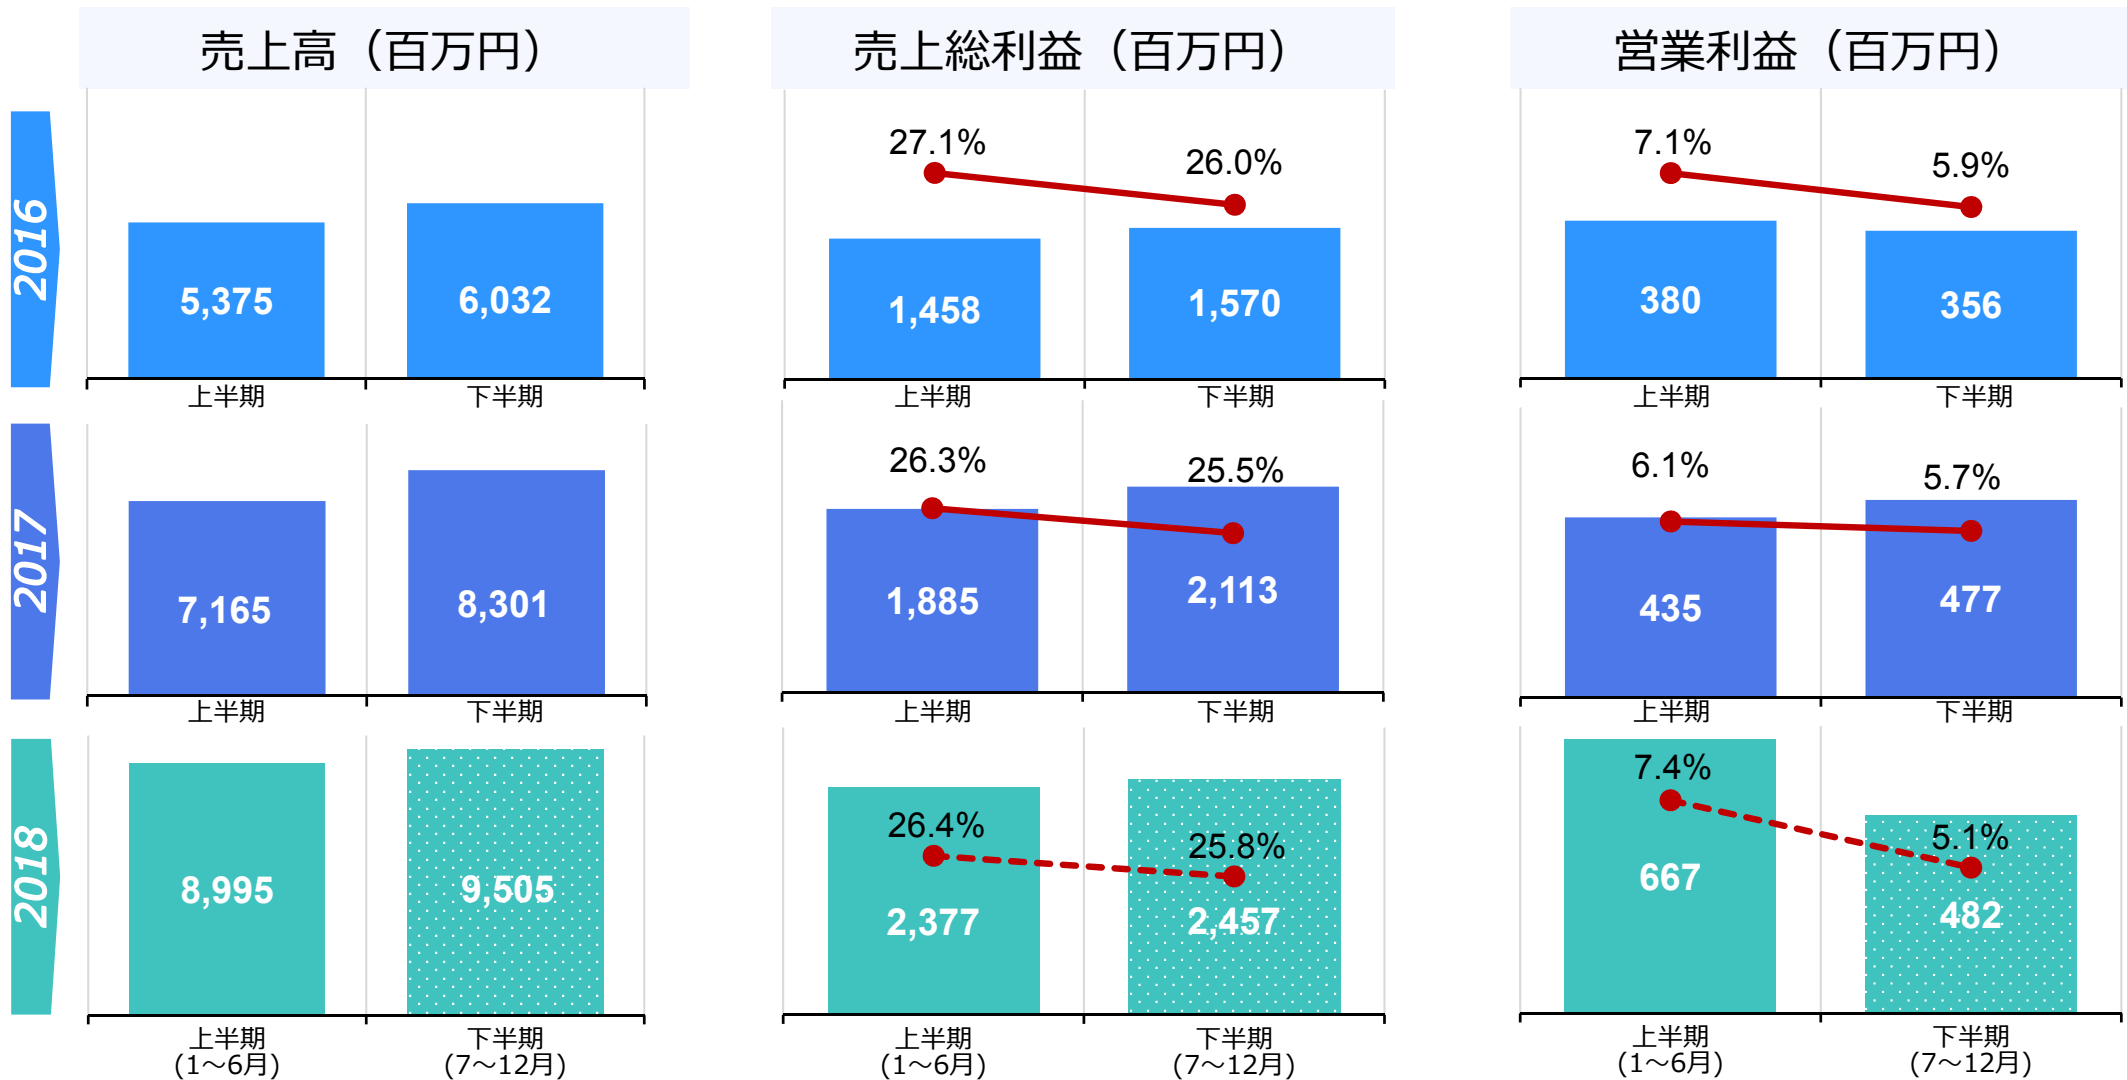 売上高（百万円）
売上総利益（百万円）
営業利益（百万円）
2016
5,375
6,032
上半期
下半期
27.1%
26.0%
1,458
1,570
上半期
下半期
7.1%
5.9%
380
356
上半期
下半期
2017
7,165
8,301
上半期
下半期
26.3%
25.5%
1,885
2,113
上半期
下半期
6.1%
5.7%
435
477
上半期
下半期
2018
8,995
9,505
上半期
(1～6月)
下半期
(7～12月)
26.4%
25.8%
2,377
2,457
上半期
(1～6月)
下半期
(7～12月)
7.4%
5.1%
667
482
上半期
(1～6月)
下半期
(7～12月)